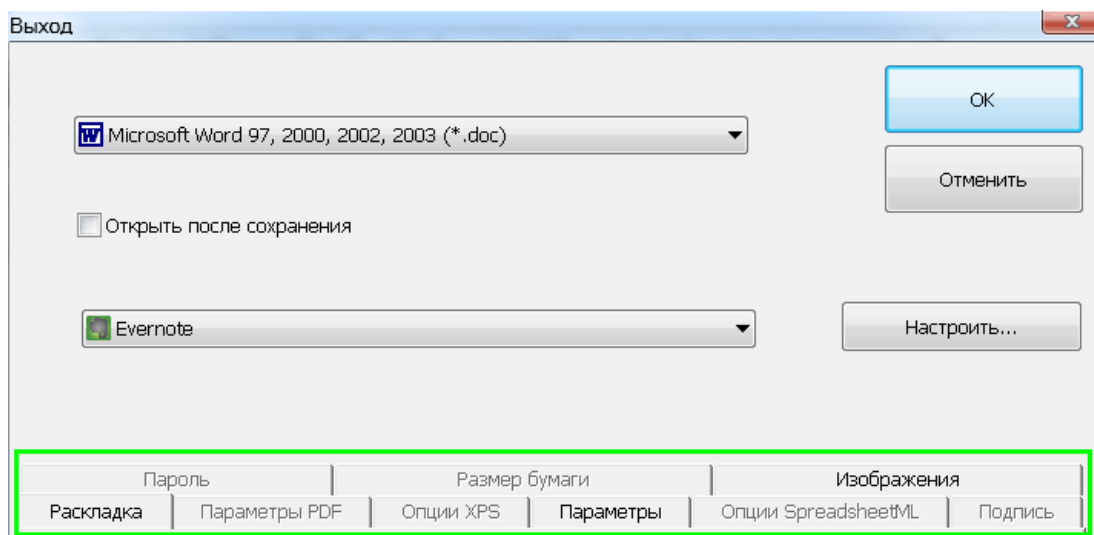 Выход
OK
Microsoft Word 97, 2000, 2002, 2003 (*.doc)
Отменить
Открыть после сохранения
Evernote
Настроить...
Пароль Размер бумаги Изображения
Раскладка Параметры PDF Опции XPS Параметры Опции SpreadsheetML Подпись